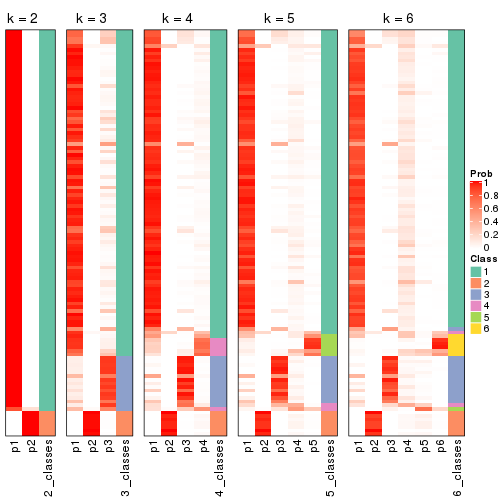 k = 2
k = 3
k = 4
k = 5
k = 6
p1
p2
2_classes
p1
p2
p3
3_classes
p1
p2
p3
p4
4_classes
p1
p2
p3
p4
p5
5_classes
p1
p2
p3
p4
p5
p6
6_classes
Prob
1
0.8
0.6
0.4
0.2
0
Class
1
2
3
4
5
6